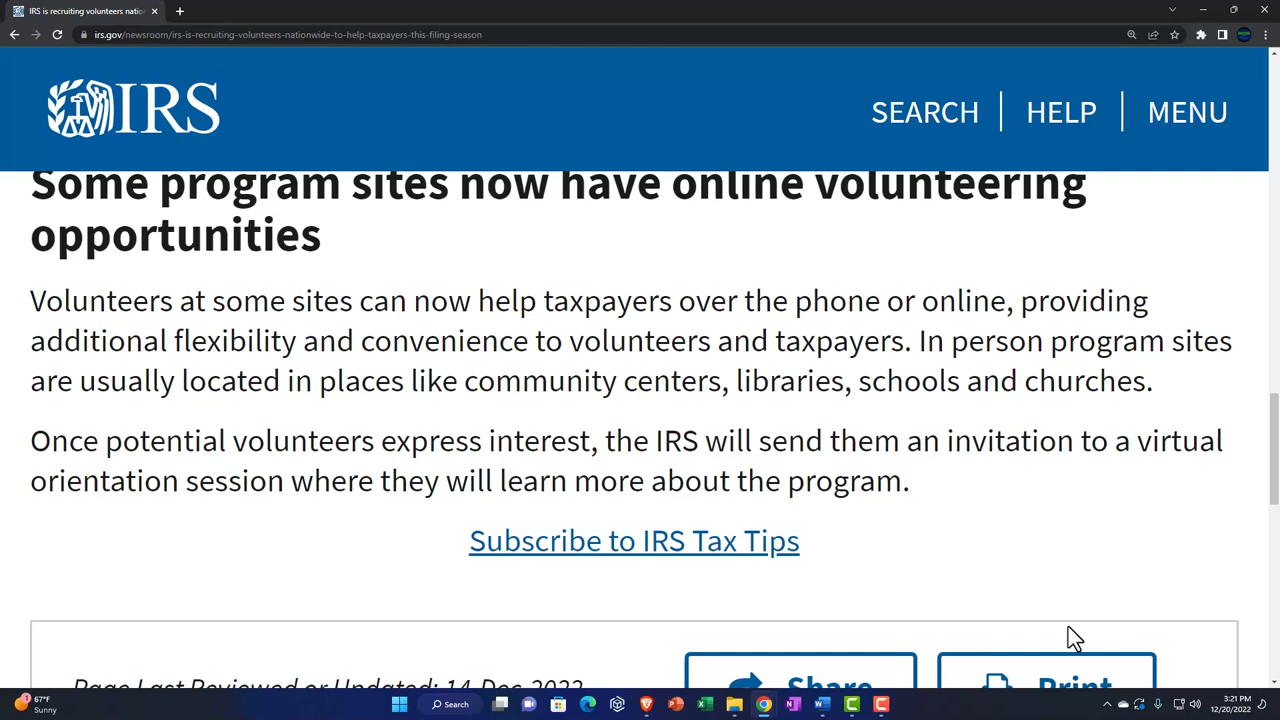 IRS is recruiting volunteers natio
irs.gov/newsroom/irs-is-recruiting-volunteers-nationwide-to-help-taxpayers-this-filing-season
IRS
SEARCH
HELP
MENU
Some program sites now have online volunteering
opportunities
Volunteers at some sites can now help taxpayers over the phone or online, providing
additional flexibility and convenience to volunteers and taxpayers. In person program sites
are usually located in places like community centers, libraries, schools and churches.
Once potential volunteers express interest, the IRS will send them an invitation to a virtual
orientation session where they will learn more about the program.
Subscribe to IRS Tax Tips
Page Last Reviewed or Updated: 14-Dec-2022
Share
Print
1
67°F
Sunny
Search
3:21 PM
12/20/2022